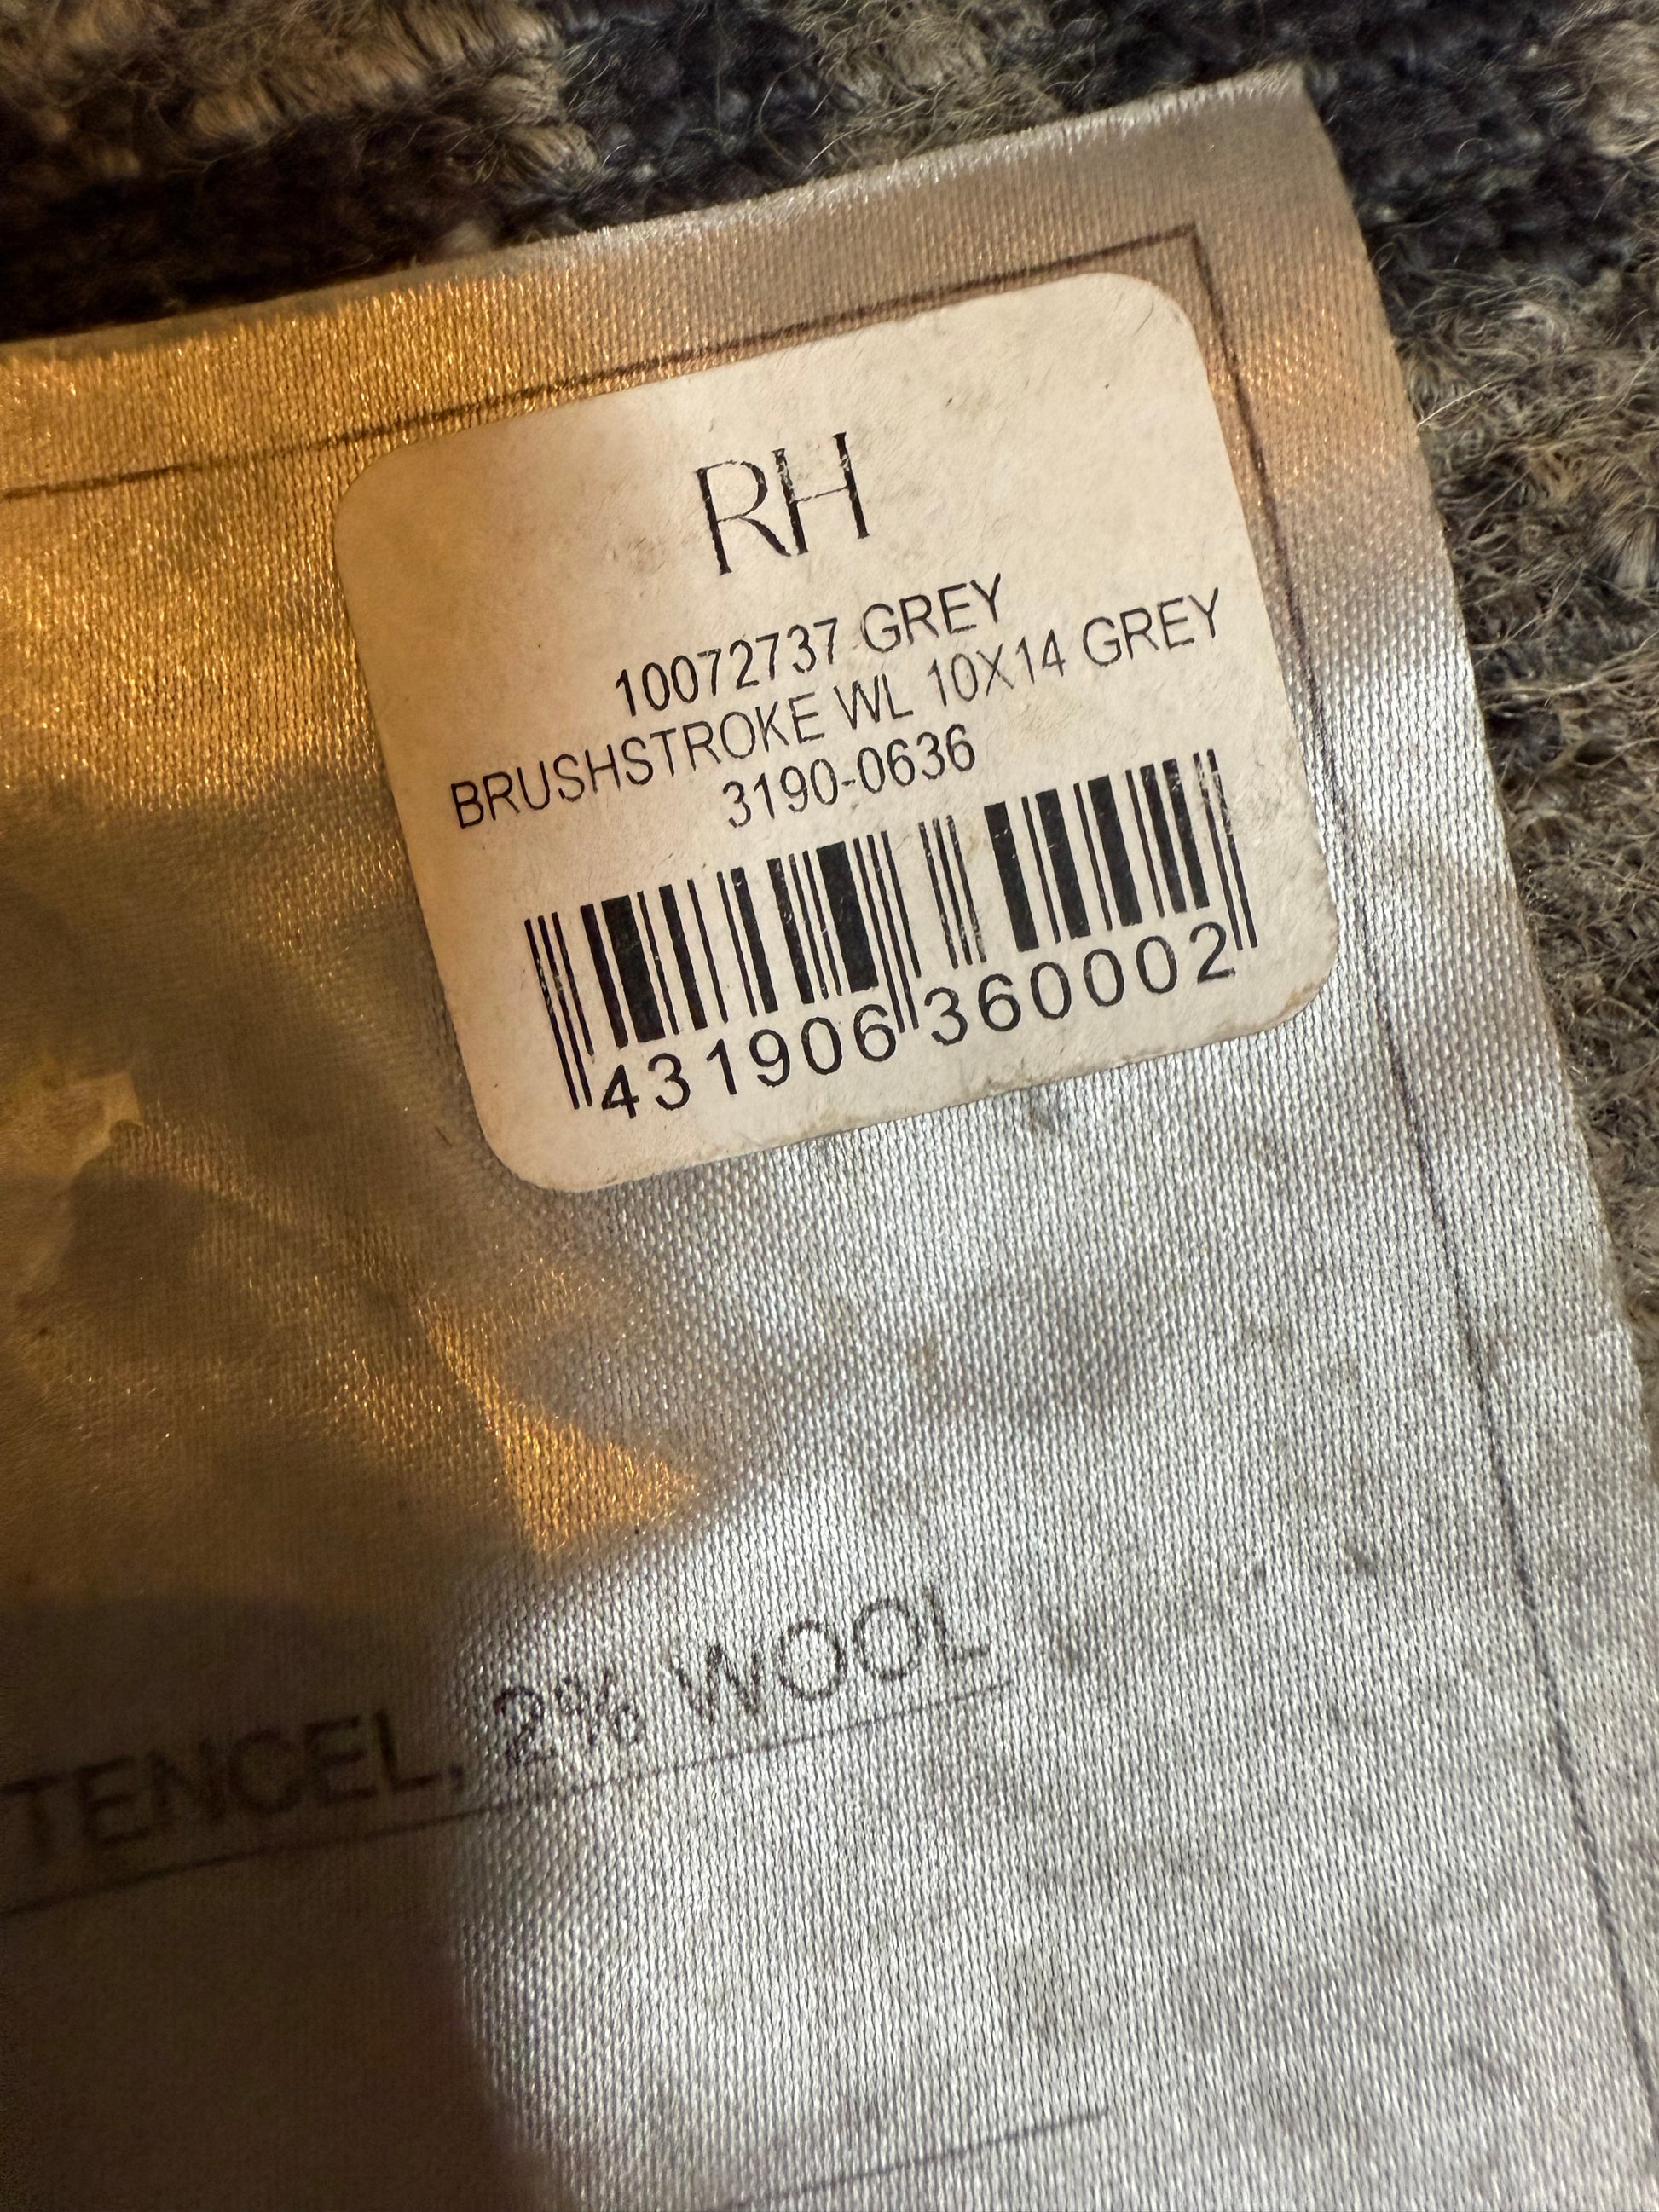 RH
10072737 GREY
BRUSHSTROKE WL 10X14 GREY
3190-0636
431906 360002
TENCEL, 2% WOOL